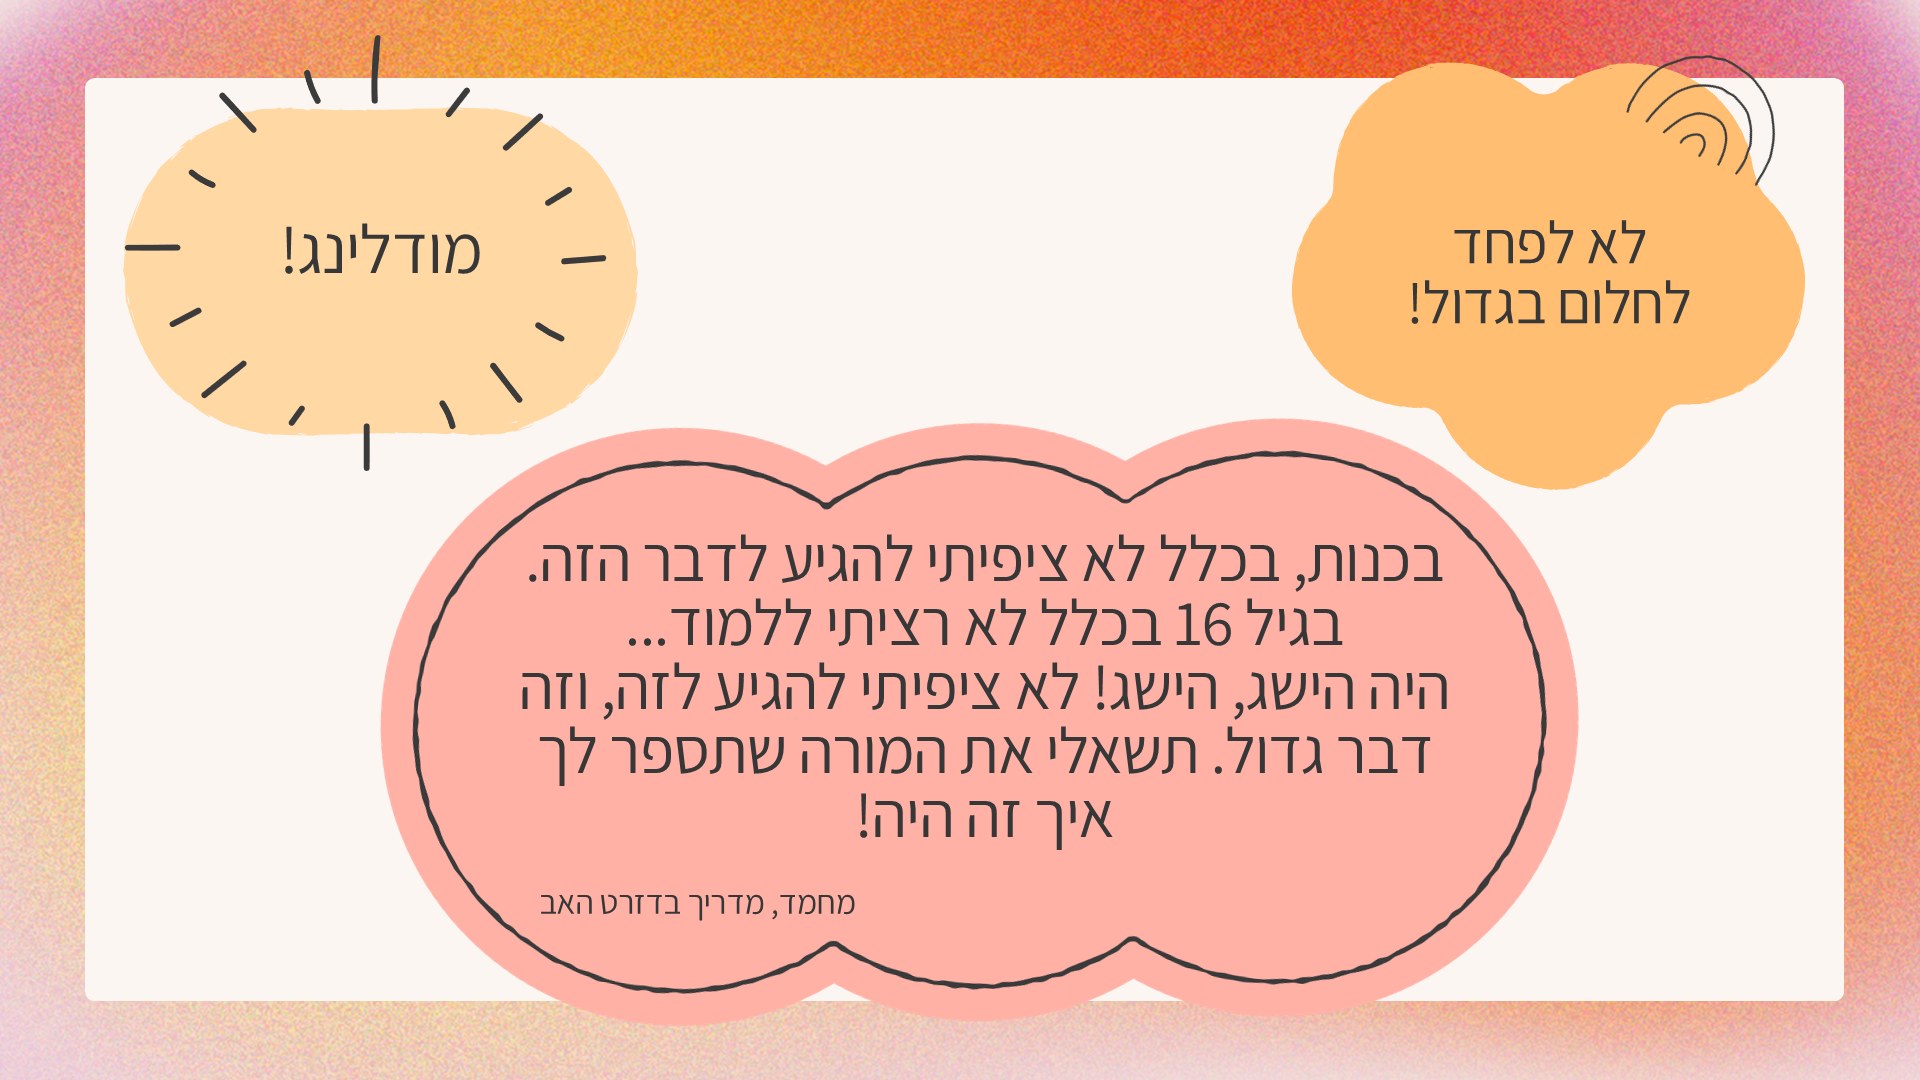 לא לפחד
לחלום בגדול!
מודלינג!
בכנות, בכלל לא ציפיתי להגיע לדבר הזה.
בגיל 16 בכלל לא רציתי ללמוד...
היה הישג, הישג! לא ציפיתי להגיע לזה, וזה
דבר גדול. תשאלי את המורה שתספר לך
איך זה היה!
מחמד, מדריך בדזרט האב